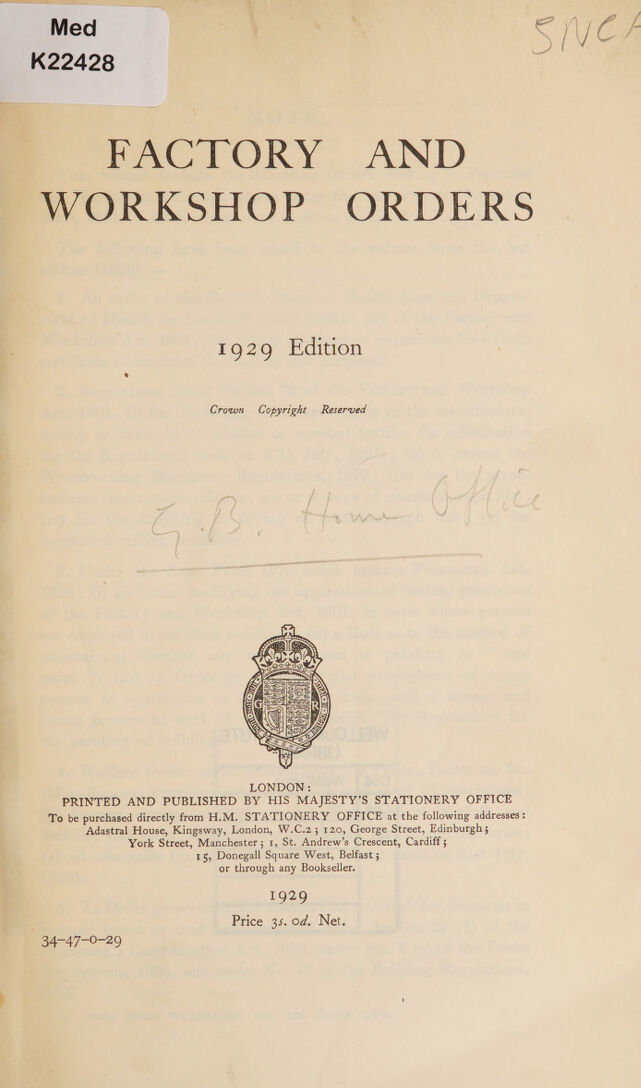 Med
K22428
FACTORY AND
WORKSHOP ORDERS
1929 Edition
Crown Copyright Reserved
G.B. Home Office
G R
LONDON:
PRINTED AND PUBLISHED BY HIS MAJESTY'S STATIONERY OFFICE
To be purchased directly from H.M. STATIONERY OFFICE at the following addresses:
Adastral House, Kingsway, London, W.C.2; 120, George Street, Edinburgh;
York Street, Manchester; 1, St. Andrew's Crescent, Cardiff;
15, Donegall Square West, Belfast;
or through any Bookseller.
1929
Price 3s. 0d. Net.
34-47-0-29